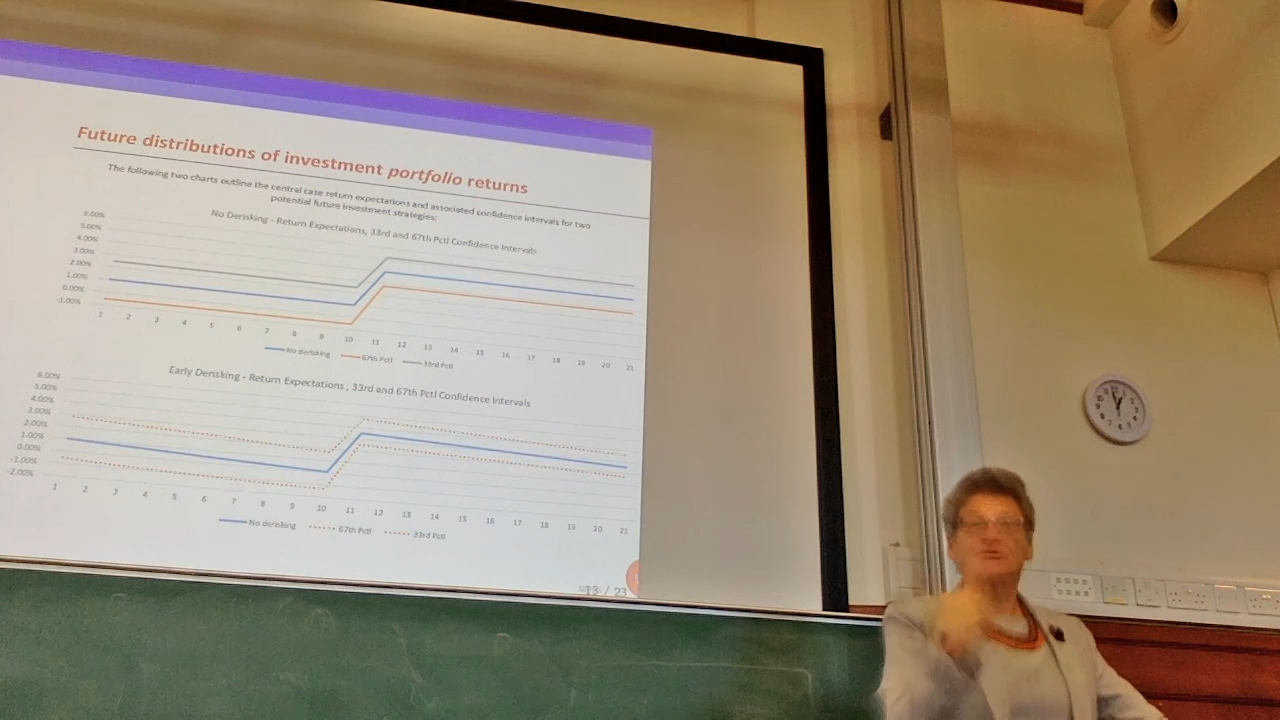 Future distributions of investment portfolio returns
The following two charts outline the central case return expectations and associated confidence intervals for two
potential future investment strategies:
No Derisking - Return Expectations, 33rd and 67th Pctl Confidence Intervals
6.00%
5.00%
4.00%
3.00%
2.00%
1.00%
0.00%
-1.00%
1 2 3 4 5 6 7 8 9 10 11 12 13 14 15 16 17 18 19 20 21
No derisking 67th Pctl 33rd Pctl
Early Derisking - Return Expectations , 33rd and 67th Pctl Confidence Intervals
6.00%
5.00%
4.00%
3.00%
2.00%
1.00%
0.00%
-1.00%
-2.00%
1 2 3 4 5 6 7 8 9 10 11 12 13 14 15 16 17 18 19 20 21
No derisking 67th Pctl 33rd Pctl
13 / 23